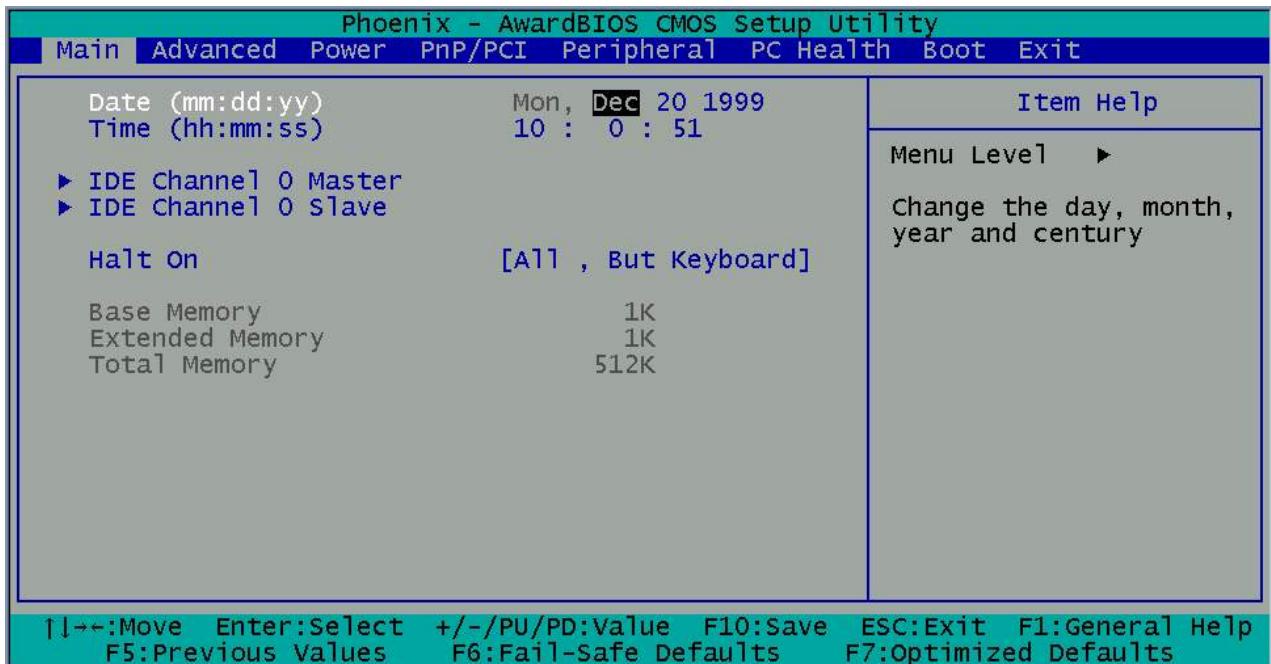 Phoenix - AwardBIOS CMOS Setup Utility
Main Advanced Power PnP/PCI Peripheral PC Health Boot Exit
Date (mm:dd:yy) Mon, Dec 20 1999
Time (hh:mm:ss) 10 : 0 : 51
▶ IDE Channel 0 Master
▶ IDE Channel 0 Slave
Halt On [All , But Keyboard]
Base Memory 1K
Extended Memory 1K
Total Memory 512K
Item Help
Menu Level ▶
Change the day, month,
year and century
↑↓→←:Move Enter:Select +/-/PU/PD:Value F10:Save ESC:Exit F1:General Help
F5:Previous Values F6:Fail-Safe Defaults F7:Optimized Defaults